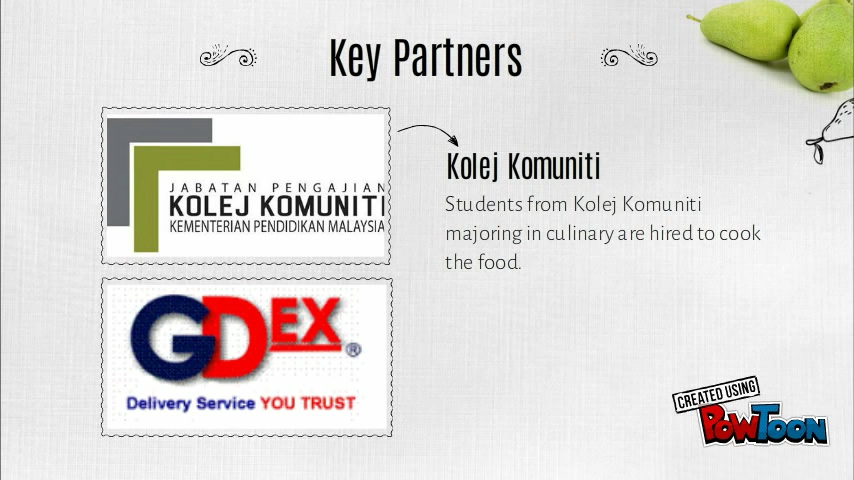 Key Partners
JABATAN PENGAJIAN
KOLEJ KOMUNITI
KEMENTERIAN PENDIDIKAN MALAYSIA
Kolej Komuniti
Students from Kolej Komuniti
majoring in culinary are hired to cook
the food.
GDEX®
Delivery Service YOU TRUST
CREATED USING
POWTOON